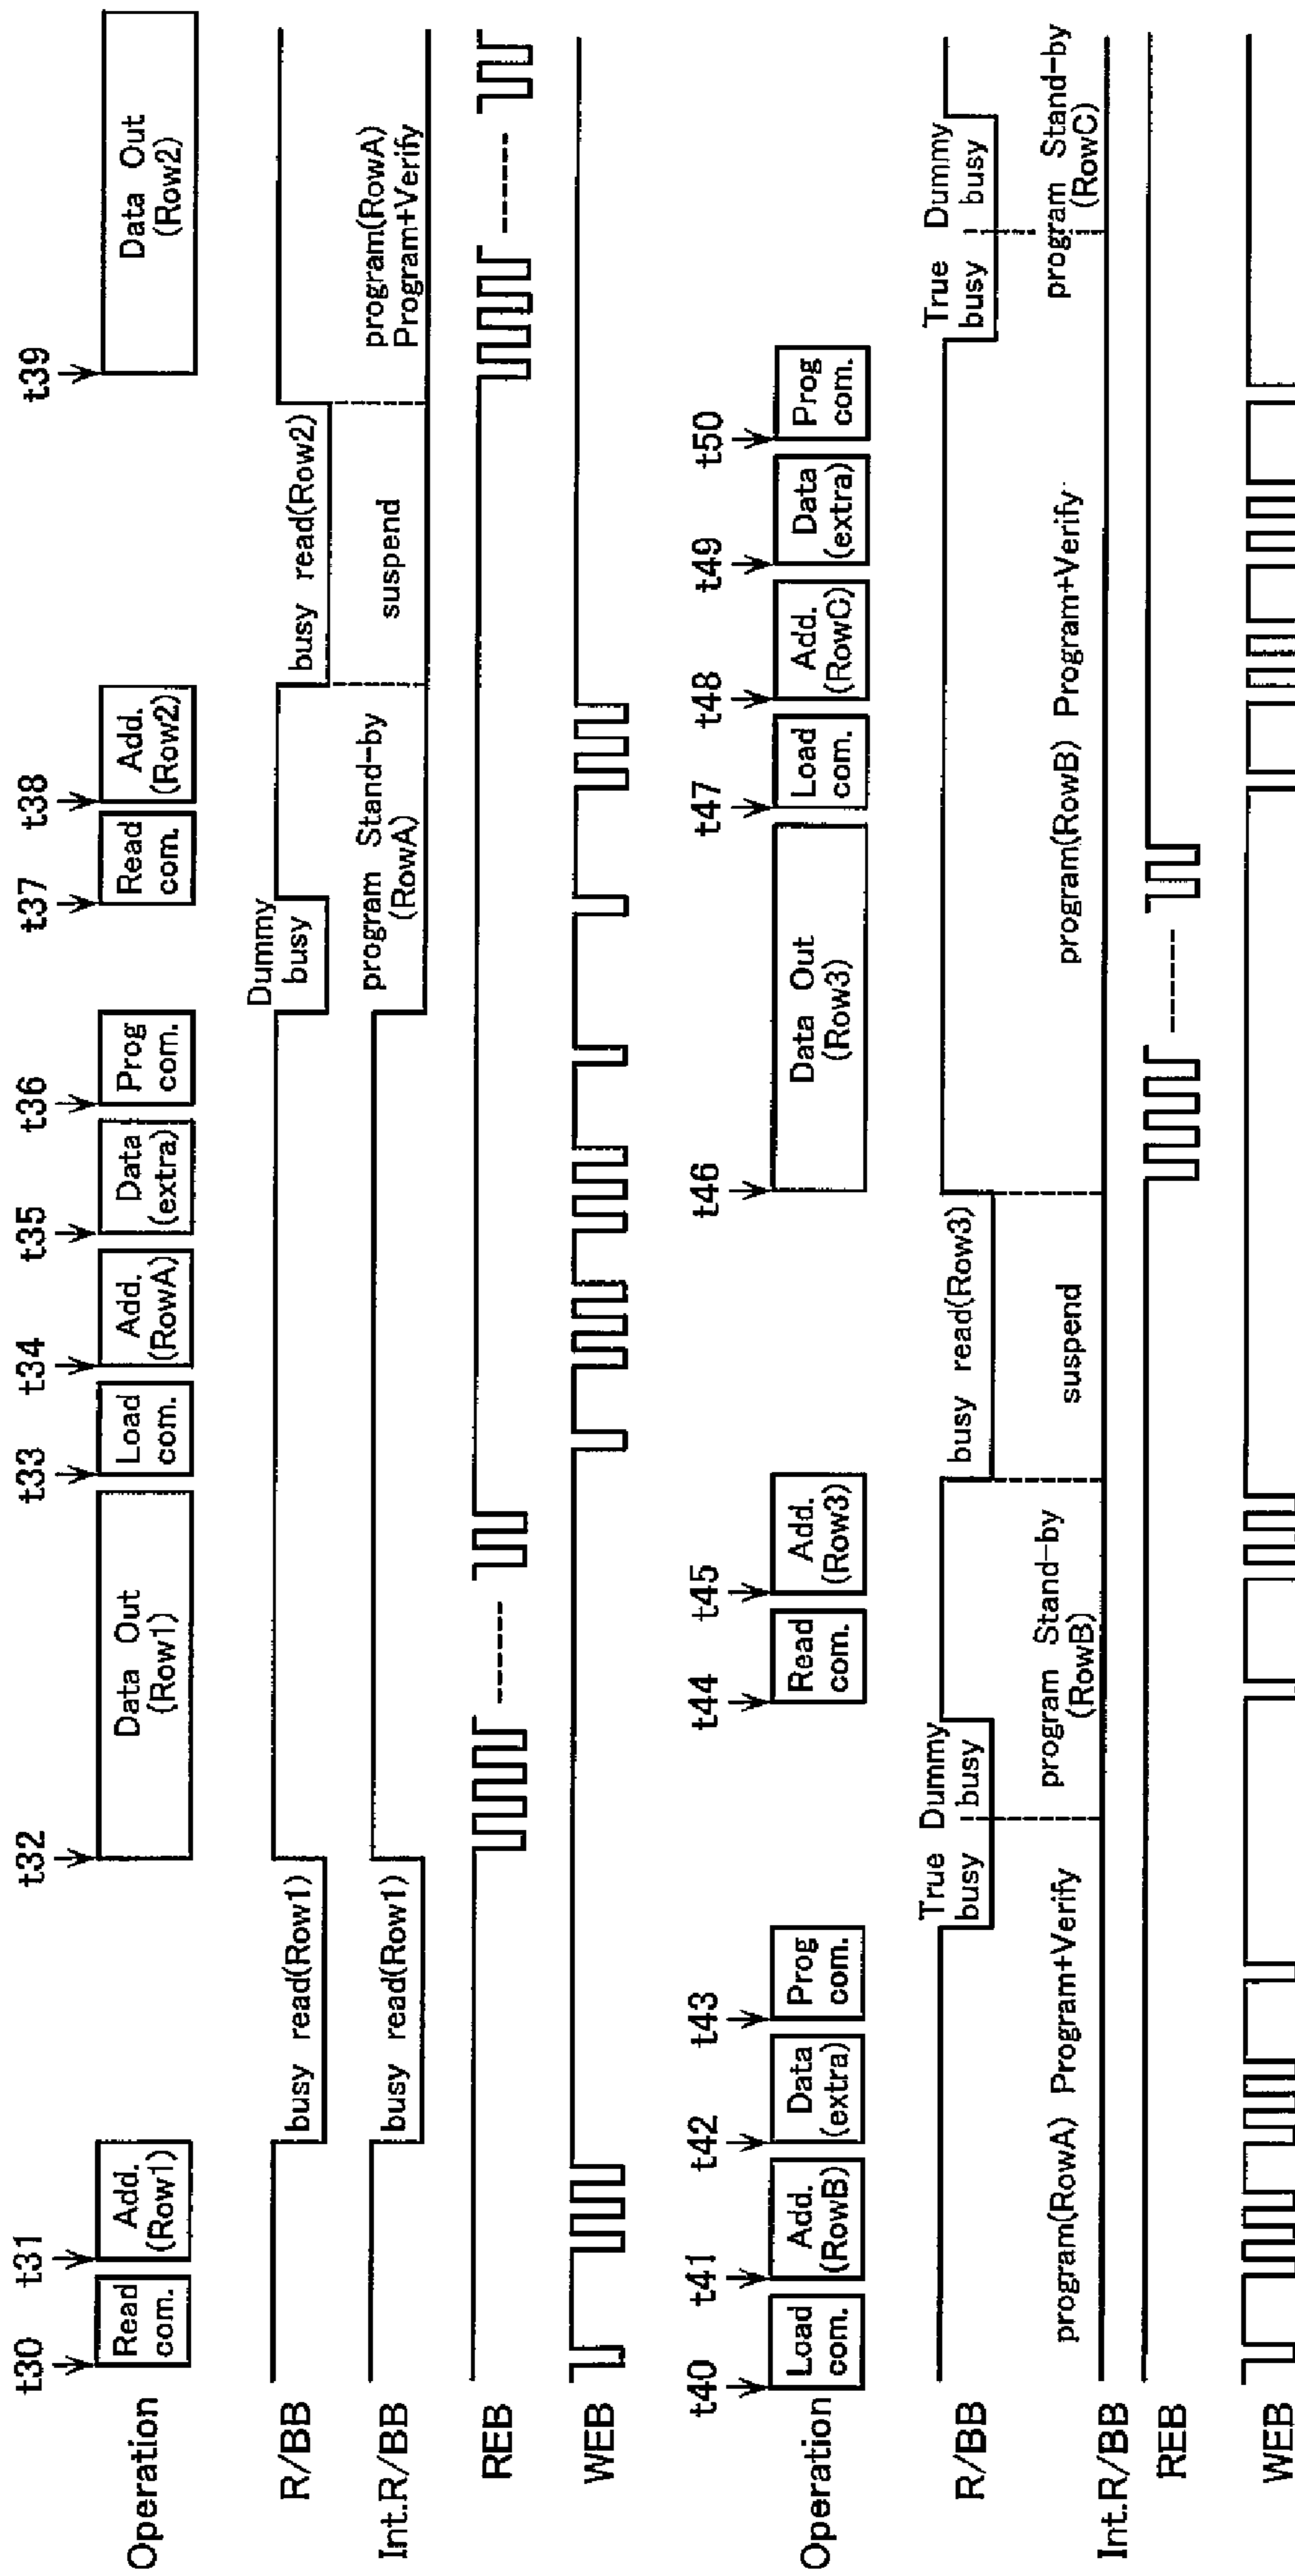 t30 t31 t32 t33 t34 t35 t36 t37 t38 t39
Operation
Read com.
Add. (Row1)
Data Out (Row1)
Load com.
Add. (RowA)
Data (extra)
Prog com.
Read com.
Add. (Row2)
Data Out (Row2)
R/BB
busy read(Row1)
Dummy busy
busy read(Row2)
Int.R/BB
busy read(Row1)
program Stand-by (RowA)
suspend
program(RowA) Program+Verify
REB
WEB
t40 t41 t42 t43 t44 t45 t46 t47 t48 t49 t50
Operation
Load com.
Add. (RowB)
Data (extra)
Prog com.
Read com.
Add. (Row3)
Data Out (Row3)
Load com.
Add. (RowC)
Data (extra)
Prog com.
R/BB
True busy
Dummy busy
busy read(Row3)
True busy
Dummy busy
program(RowA) Program+Verify
program Stand-by (RowB)
suspend
program(RowB) Program+Verify
program Stand-by (RowC)
Int.R/BB
REB
WEB